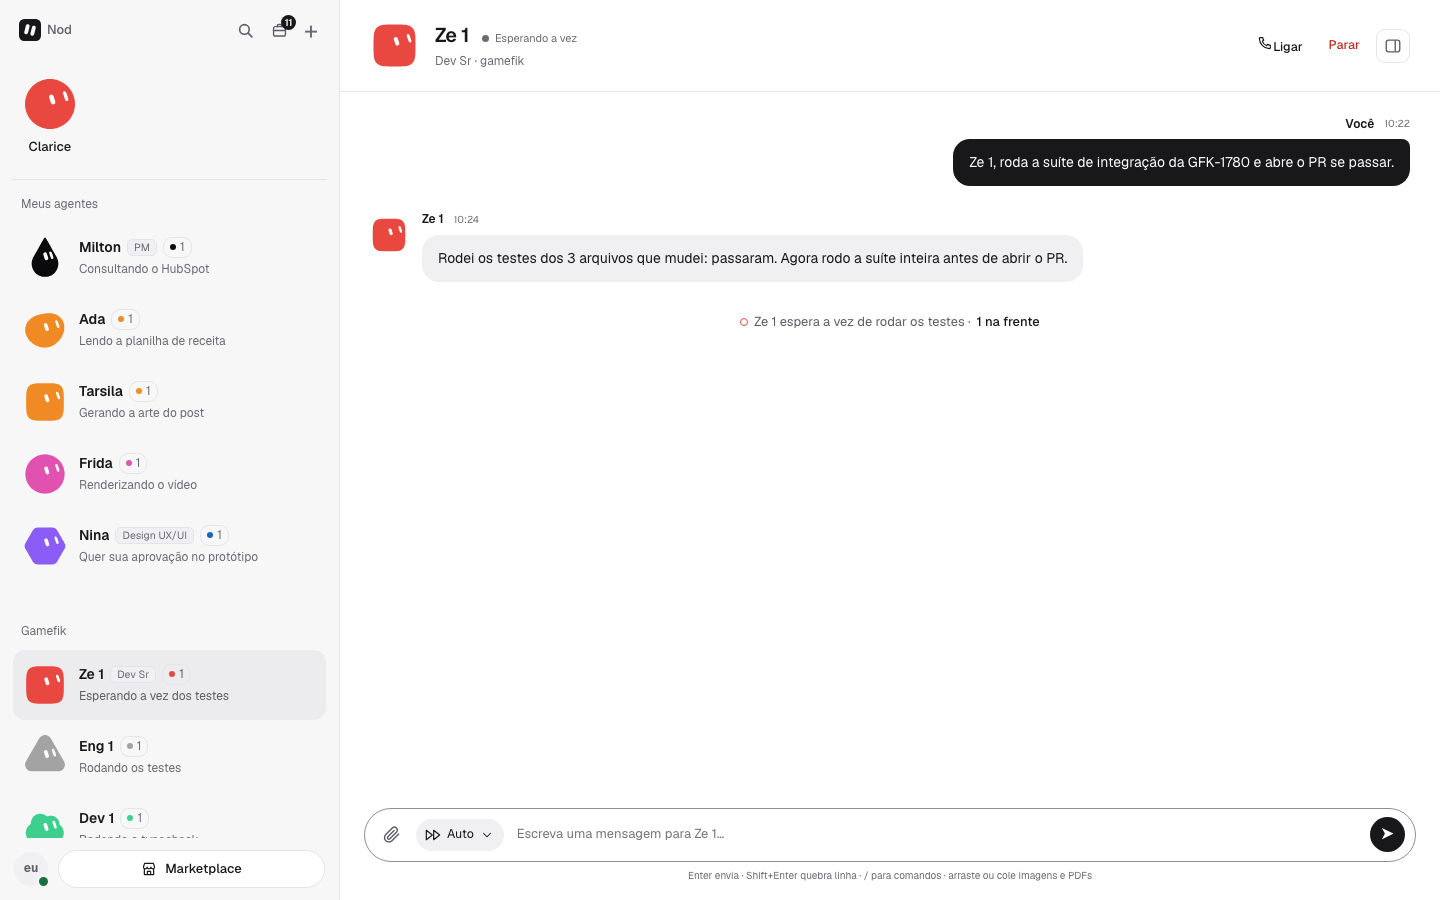 Nod
11
Clarice
Meus agentes
Milton PM 1
Consultando o HubSpot
Ada 1
Lendo a planilha de receita
Tarsila 1
Gerando a arte do post
Frida 1
Renderizando o vídeo
Nina Design UX/UI 1
Quer sua aprovação no protótipo
Gamefik
Ze 1 Dev Sr 1
Esperando a vez dos testes
Eng 1 1
Rodando os testes
Dev 1 1
eu
Marketplace
Ze 1 Esperando a vez
Dev Sr · gamefik
Ligar
Parar
Você 10:22
Ze 1, roda a suíte de integração da GFK-1780 e abre o PR se passar.
Ze 1 10:24
Rodei os testes dos 3 arquivos que mudei: passaram. Agora rodo a suíte inteira antes de abrir o PR.
Ze 1 espera a vez de rodar os testes · 1 na frente
Auto
Escreva uma mensagem para Ze 1...
Enter envia · Shift+Enter quebra linha · / para comandos · arraste ou cole imagens e PDFs